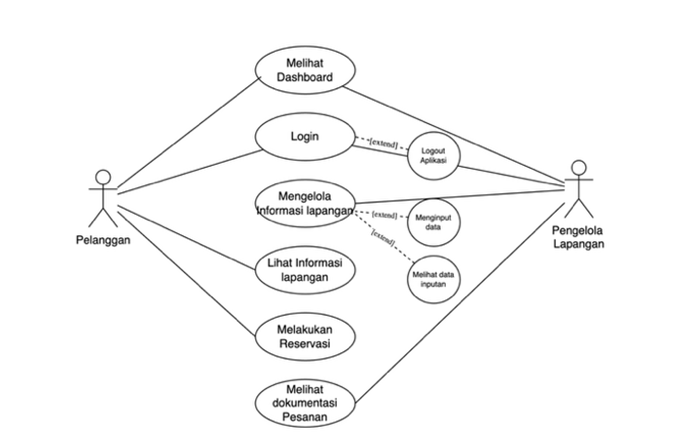 Melihat
Dashboard
Login
[extend]
Logout
Aplikasi
Mengelola
Informasi lapangan
[extend]
Menginput
data
Pelanggan
Pengelola
Lapangan
[extend]
Lihat Informasi
lapangan
Melihat data
inputan
Melakukan
Reservasi
Melihat
dokumentasi
Pesanan